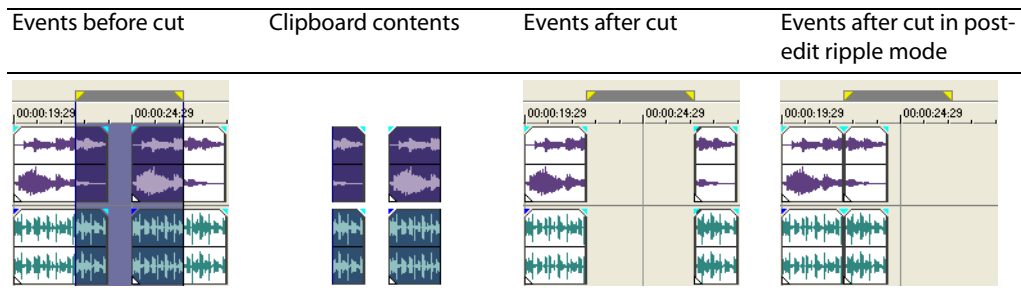 Events before cut
Clipboard contents
Events after cut
Events after cut in post-
edit ripple mode
00:00:19:29 00:00:24:29
00:00:19:29 00:00:24:29
00:00:19:29 00:00:24:29